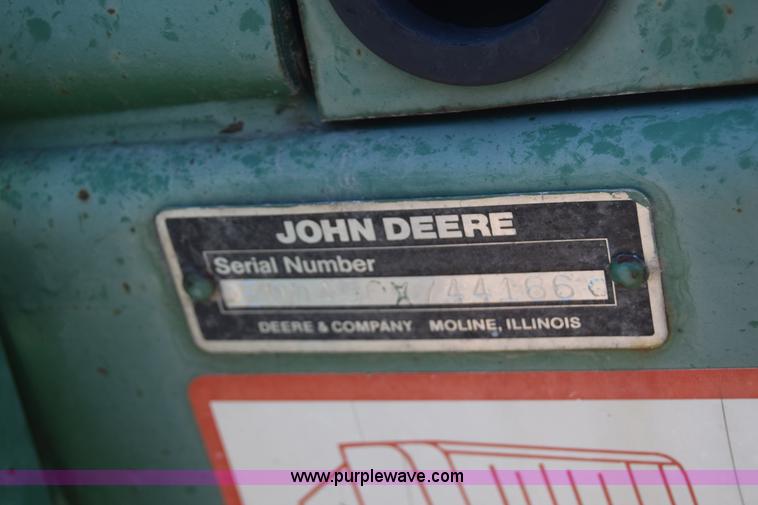 JOHN DEERE
Serial Number
DEERE & COMPANY MOLINE, ILLINOIS
www.purplewave.com